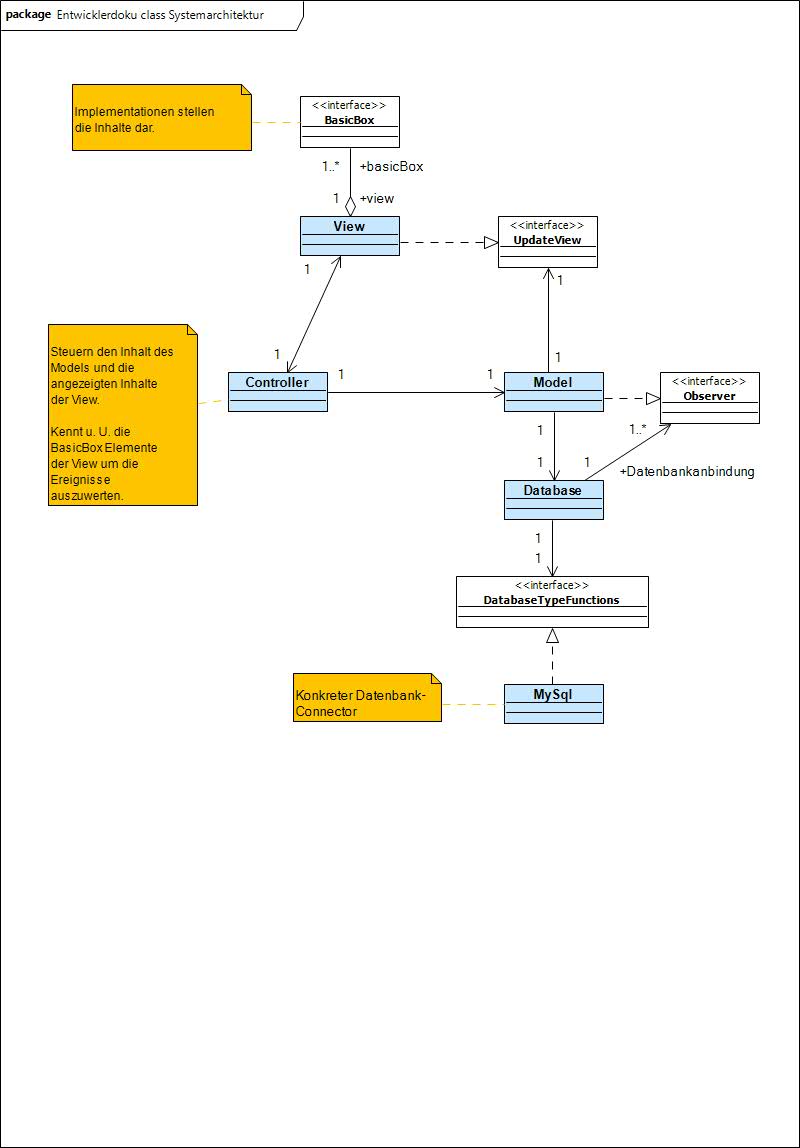 package Entwicklerdoku class Systemarchitektur
Implementationen stellen
die Inhalte dar.
<<interface>>
BasicBox
1..* +basicBox
1 +view
View
<<interface>>
UpdateView
1
1
Steuern den Inhalt des
Models und die
angezeigten Inhalte
der View.
Kennt u. U. die
BasicBox Elemente
der View um die
Ereignisse
auszuwerten.
1
1
Controller
1
1
Model
<<interface>>
Observer
1
1..*
1
1
+Datenbankanbindung
Database
1
1
<<interface>>
DatabaseTypeFunctions
Konkreter Datenbank-
Connector
MySql